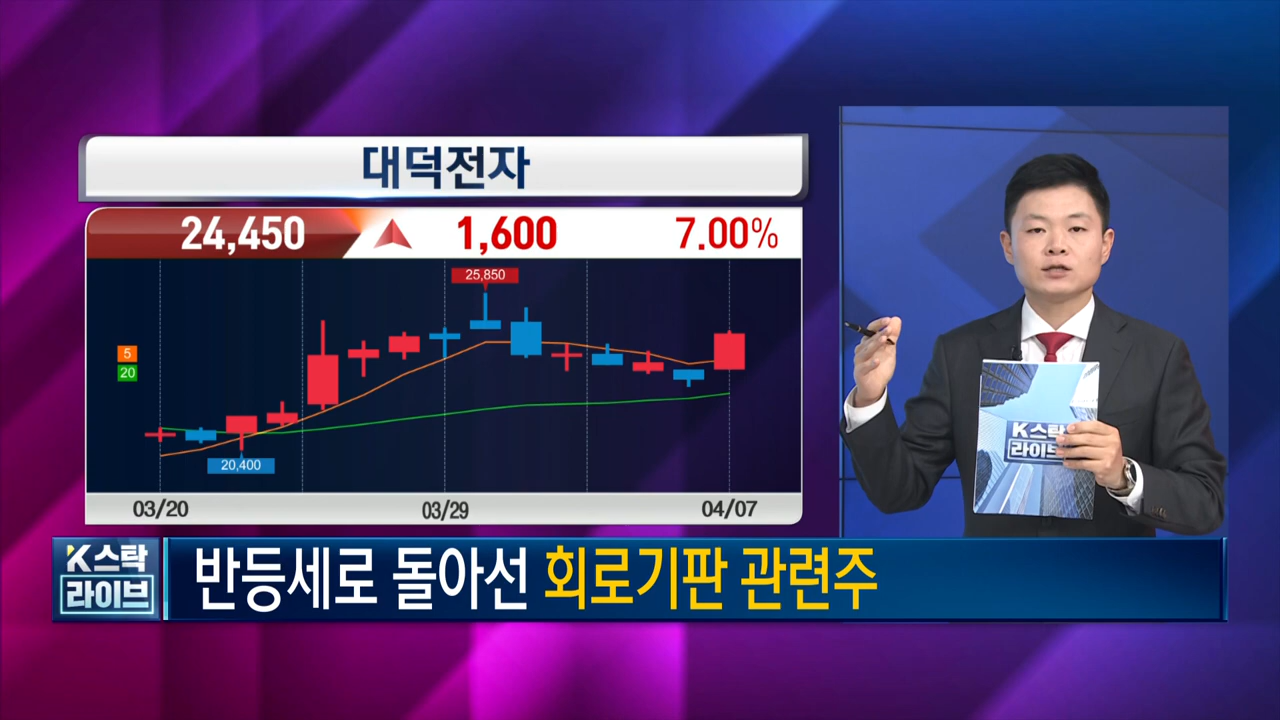 대덕전자
24,450 1,600 7.00%
25,850
5
20
20,400
03/20 03/29 04/07
K스탁
라이브
K스탁
라이브
반등세로 돌아선 회로기판 관련주